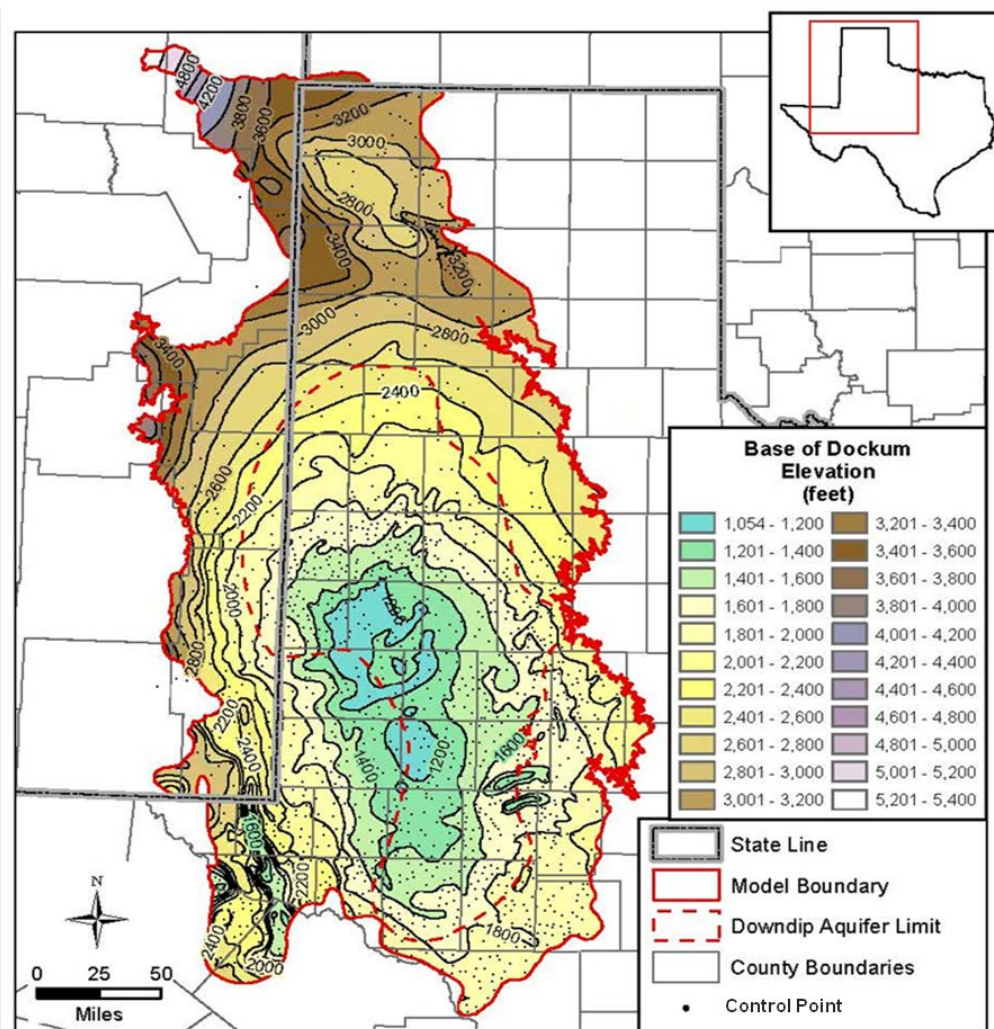 4800
4200
3800
3600
3200
3000
2800
3400
3200
3000
2800
3400
2400
2600
2200
2000
2800
2200
2400
1400
1200
1600
2200
1800
2400
2000
Base of Dockum
Elevation
(feet)
1,054 - 1,200
1,201 - 1,400
1,401 - 1,600
1,601 - 1,800
1,801 - 2,000
2,001 - 2,200
2,201 - 2,400
2,401 - 2,600
2,601 - 2,800
2,801 - 3,000
3,001 - 3,200
3,201 - 3,400
3,401 - 3,600
3,601 - 3,800
3,801 - 4,000
4,001 - 4,200
4,201 - 4,400
4,401 - 4,600
4,601 - 4,800
4,801 - 5,000
5,001 - 5,200
5,201 - 5,400
State Line
Model Boundary
Downdip Aquifer Limit
County Boundaries
Control Point
N
0 25 50
Miles